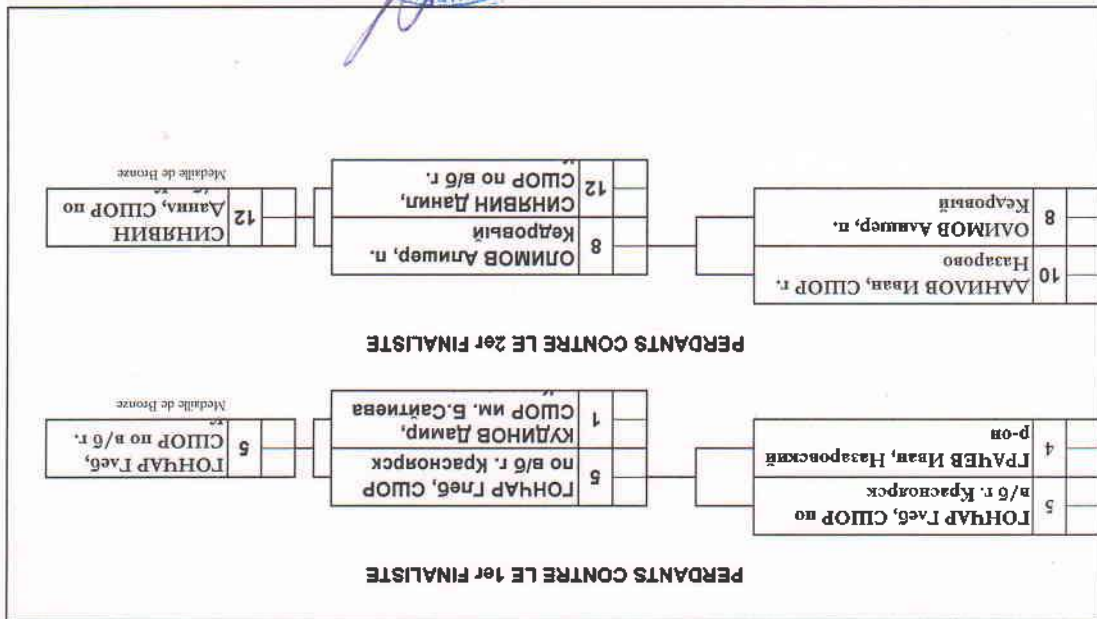 PERDANTS CONTRE LE 1er FINALISTE
5
ГОНЧАР Глеб, СШОР по
в/б г. Красноярск
4
ГРАЧЕВ Иван, Назаровский
р-он
5
ГОНЧАР Глеб, СШОР
по в/б г. Красноярск
1
КУДИНОВ Дамир,
СШОР им. Б.Сайтиева
5
ГОНЧАР Глеб,
СШОР по в/б г.
Medaille de Bronze
PERDANTS CONTRE LE 2er FINALISTE
10
ДАНИЛОВ Иван, СШОР г.
Назарово
8
ОЛИМОВ Алишер, п.
Кедровый
8
ОЛИМОВ Алишер, п.
Кедровый
12
СИНЯВИН Данил,
СШОР по в/б г.
12
СИНЯВИН
Данил, СШОР по
Medaille de Bronze